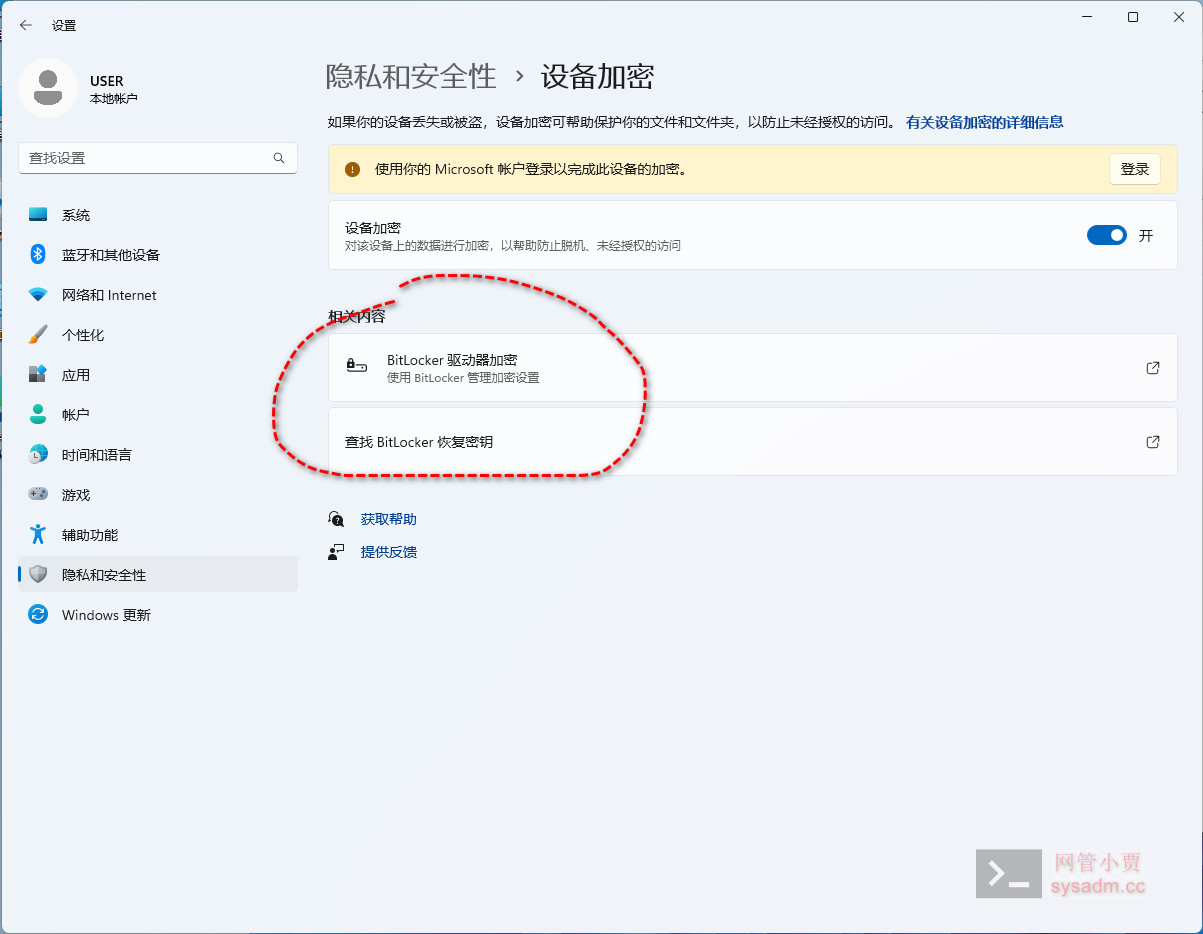 设置
USER
本地帐户
查找设置
系统
蓝牙和其他设备
网络和 Internet
个性化
应用
帐户
时间和语言
游戏
辅助功能
隐私和安全性
Windows 更新
隐私和安全性 › 设备加密
如果你的设备丢失或被盗，设备加密可帮助保护你的文件和文件夹，以防止未经授权的访问。 有关设备加密的详细信息
使用你的 Microsoft 帐户登录以完成此设备的加密。 登录
设备加密
对该设备上的数据进行加密，以帮助防止脱机、未经授权的访问
开
相关内容
BitLocker 驱动器加密
使用 BitLocker 管理加密设置
查找 BitLocker 恢复密钥
获取帮助
提供反馈
网管小贾
sysadm.cc